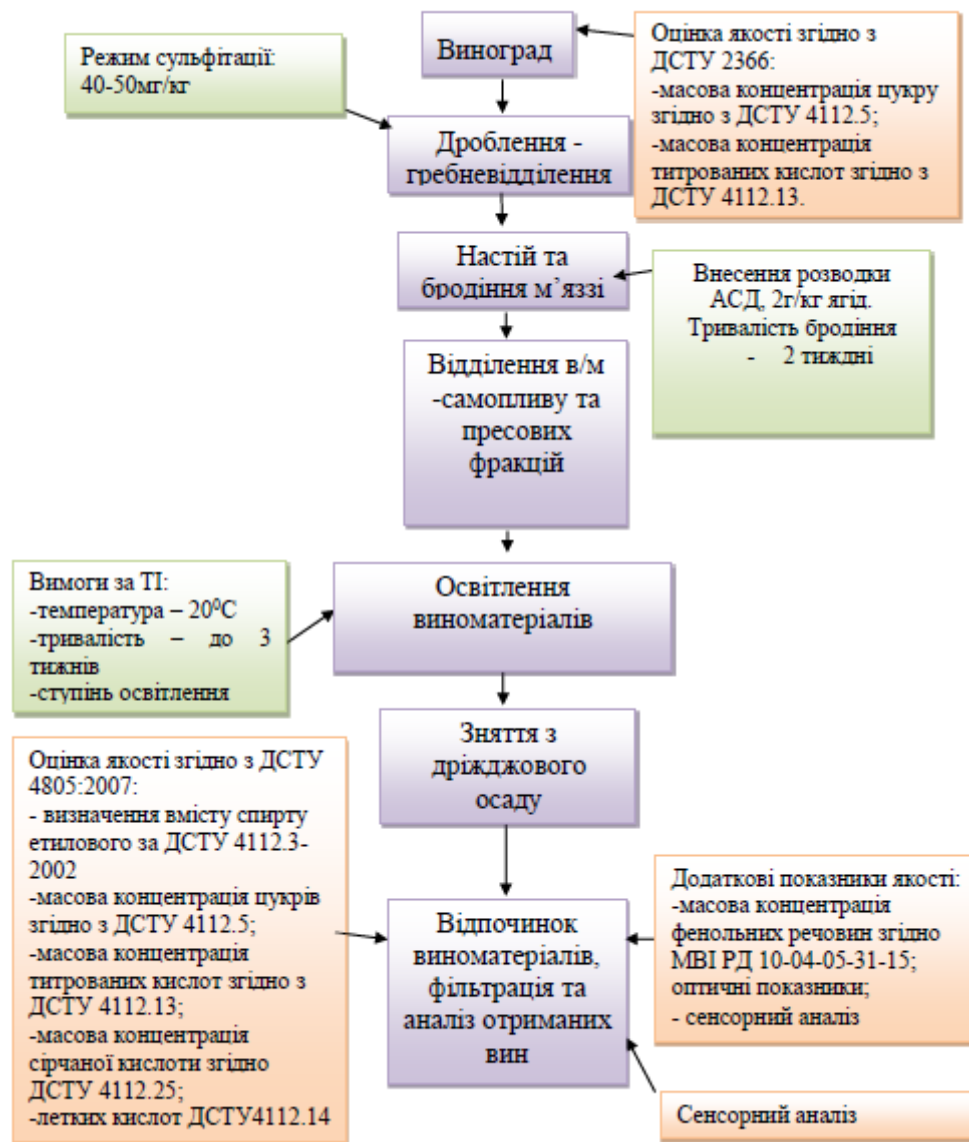 Режим сульфітації:
40-50мг/кг
Виноград
Оцінка якості згідно з
ДСТУ 2366:
-масова концентрація цукру
згідно з ДСТУ 4112.5;
-масова концентрація
титрованих кислот згідно з
ДСТУ 4112.13.
Дроблення -
гребневідділення
Настій та
бродіння м’яззі
Внесення розводки
АСД, 2г/кг ягід.
Тривалість бродіння
- 2 тиждні
Відділення в/м
-самопливу та
пресових
фракцій
Вимоги за ТІ:
-температура – 20⁰С
-тривалість – до 3
тижнів
-ступінь освітлення
Освітлення
виноматеріалів
Зняття з
дріжджового
осаду
Оцінка якості згідно з ДСТУ
4805:2007:
- визначення вмісту спирту
етилового за ДСТУ 4112.3-
2002
-масова концентрація цукрів
згідно з ДСТУ 4112.5;
-масова концентрація
титрованих кислот згідно з
ДСТУ 4112.13;
-масова концентрація
сірчаної кислоти згідно
ДСТУ 4112.25;
-летких кислот ДСТУ4112.14
Відпочинок
виноматеріалів,
фільтрація та
аналіз отриманих
вин
Додаткові показники якості:
-масова концентрація
фенольних речовин згідно
МВІ РД 10-04-05-31-15;
оптичні показники;
- сенсорний аналіз
Сенсорний аналіз